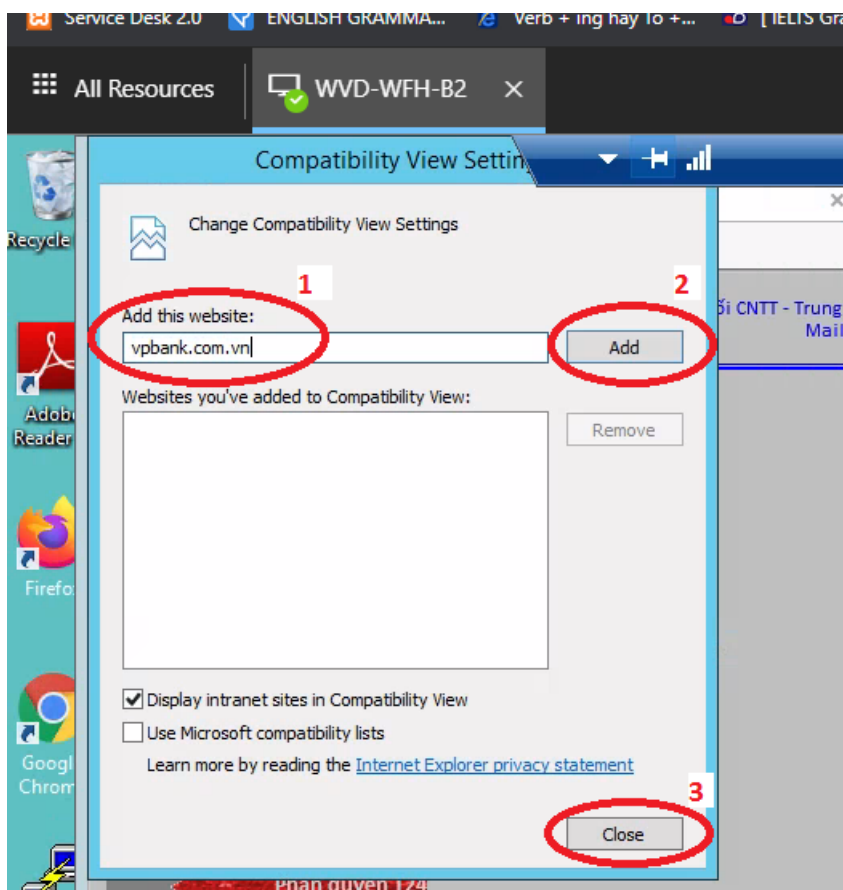 Service Desk 2.0 ENGLISH GRAMMA... Verb + ing hay To +... [ IELTS Gra
All Resources WVD-WFH-B2
Compatibility View Settin
Recycle
Change Compatibility View Settings
1
2
Add this website:
vpbank.com.vn
Add
ối CNTT - Trung
Mail
Adob
Reader
Websites you've added to Compatibility View:
Remove
Firefo
Display intranet sites in Compatibility View
Use Microsoft compatibility lists
Learn more by reading the Internet Explorer privacy statement
Googl
Chrom
3
Close
Phân quyền 124